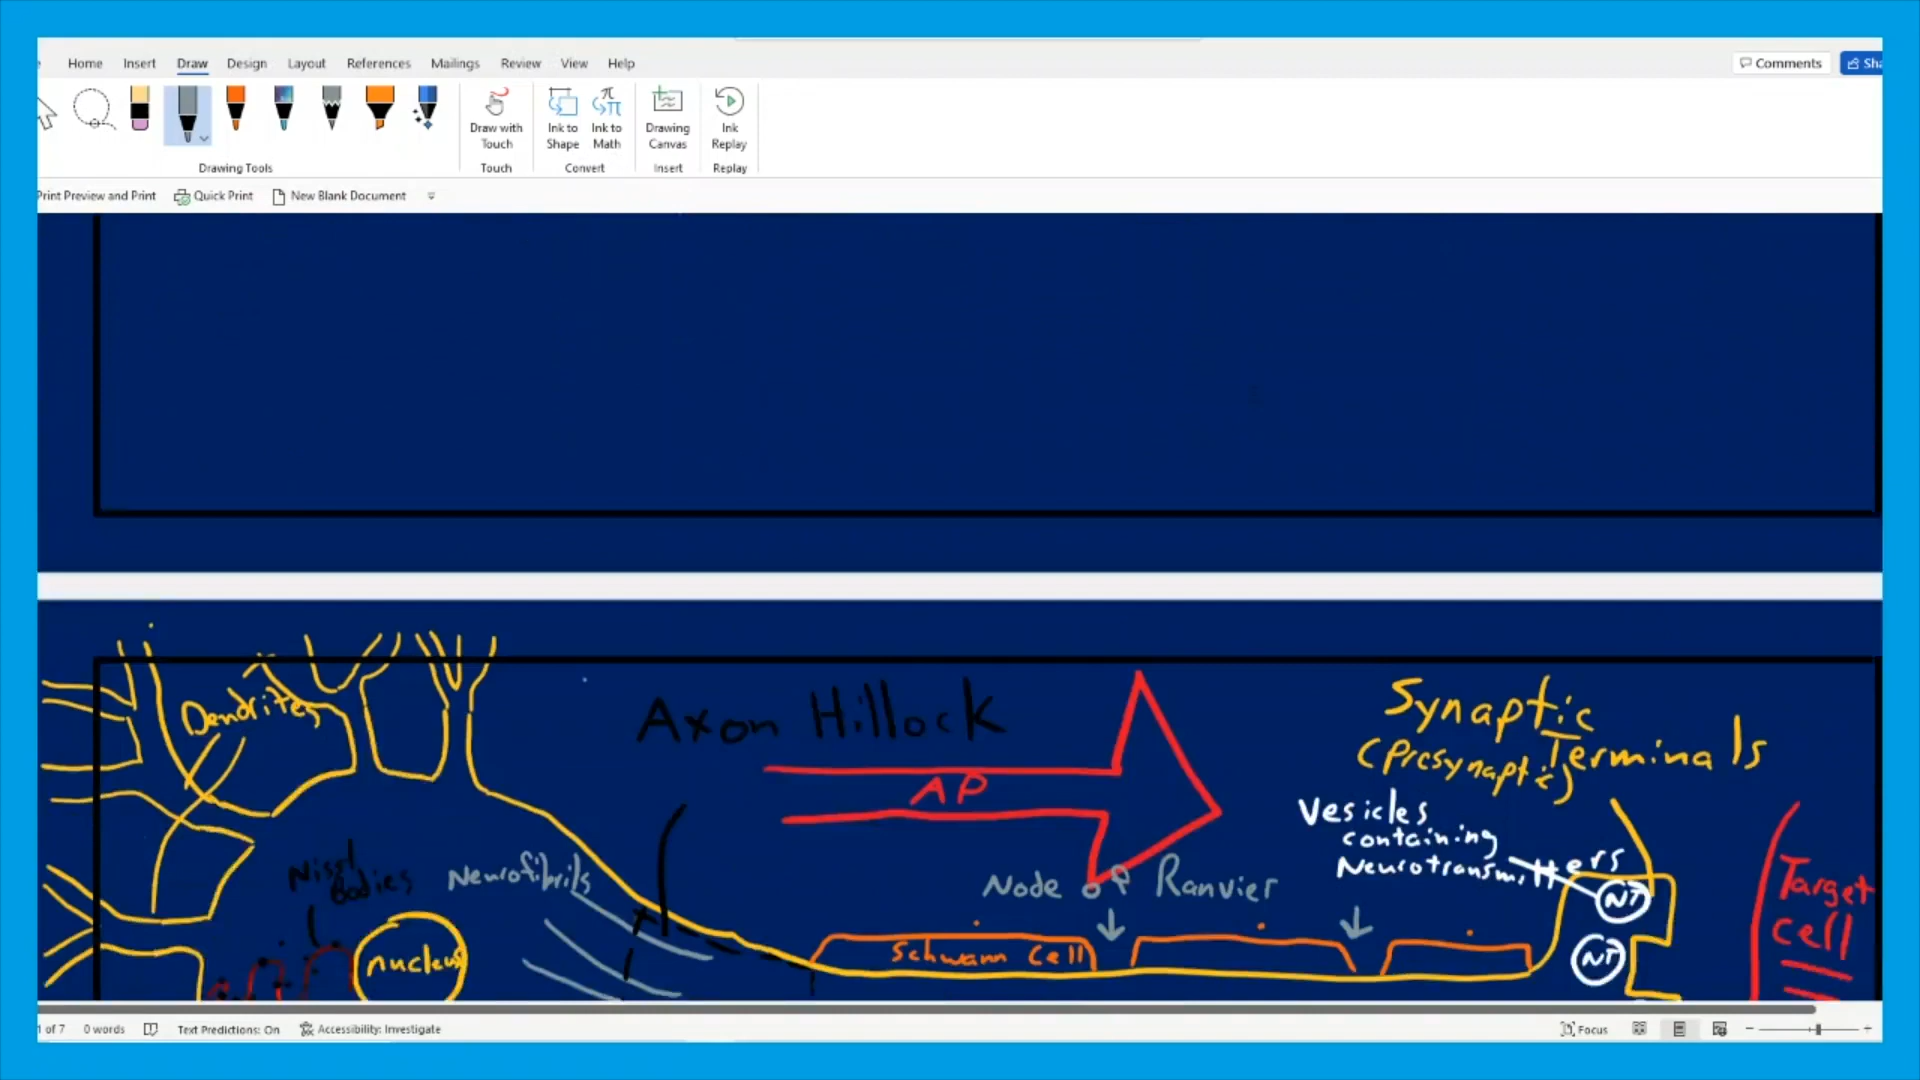 Home Insert Draw Design Layout References Mailings Review View Help
Comments
Draw with Touch
Ink to Shape
Ink to Math
Drawing Canvas
Ink Replay
Drawing Tools Touch Convert Insert Replay
Print Preview and Print Quick Print New Blank Document
Dendrites
Axon Hillock
AP
Synaptic
Terminals
(Presynaptic)
Vesicles
containing
Neurotransmitters
Nissl
Bodies
Neurofibrils
Node of Ranvier
nucleus
Schwann Cell
NT
NT
Target
cell
1 of 7 0 words Text Predictions: On Accessibility: Investigate
Focus